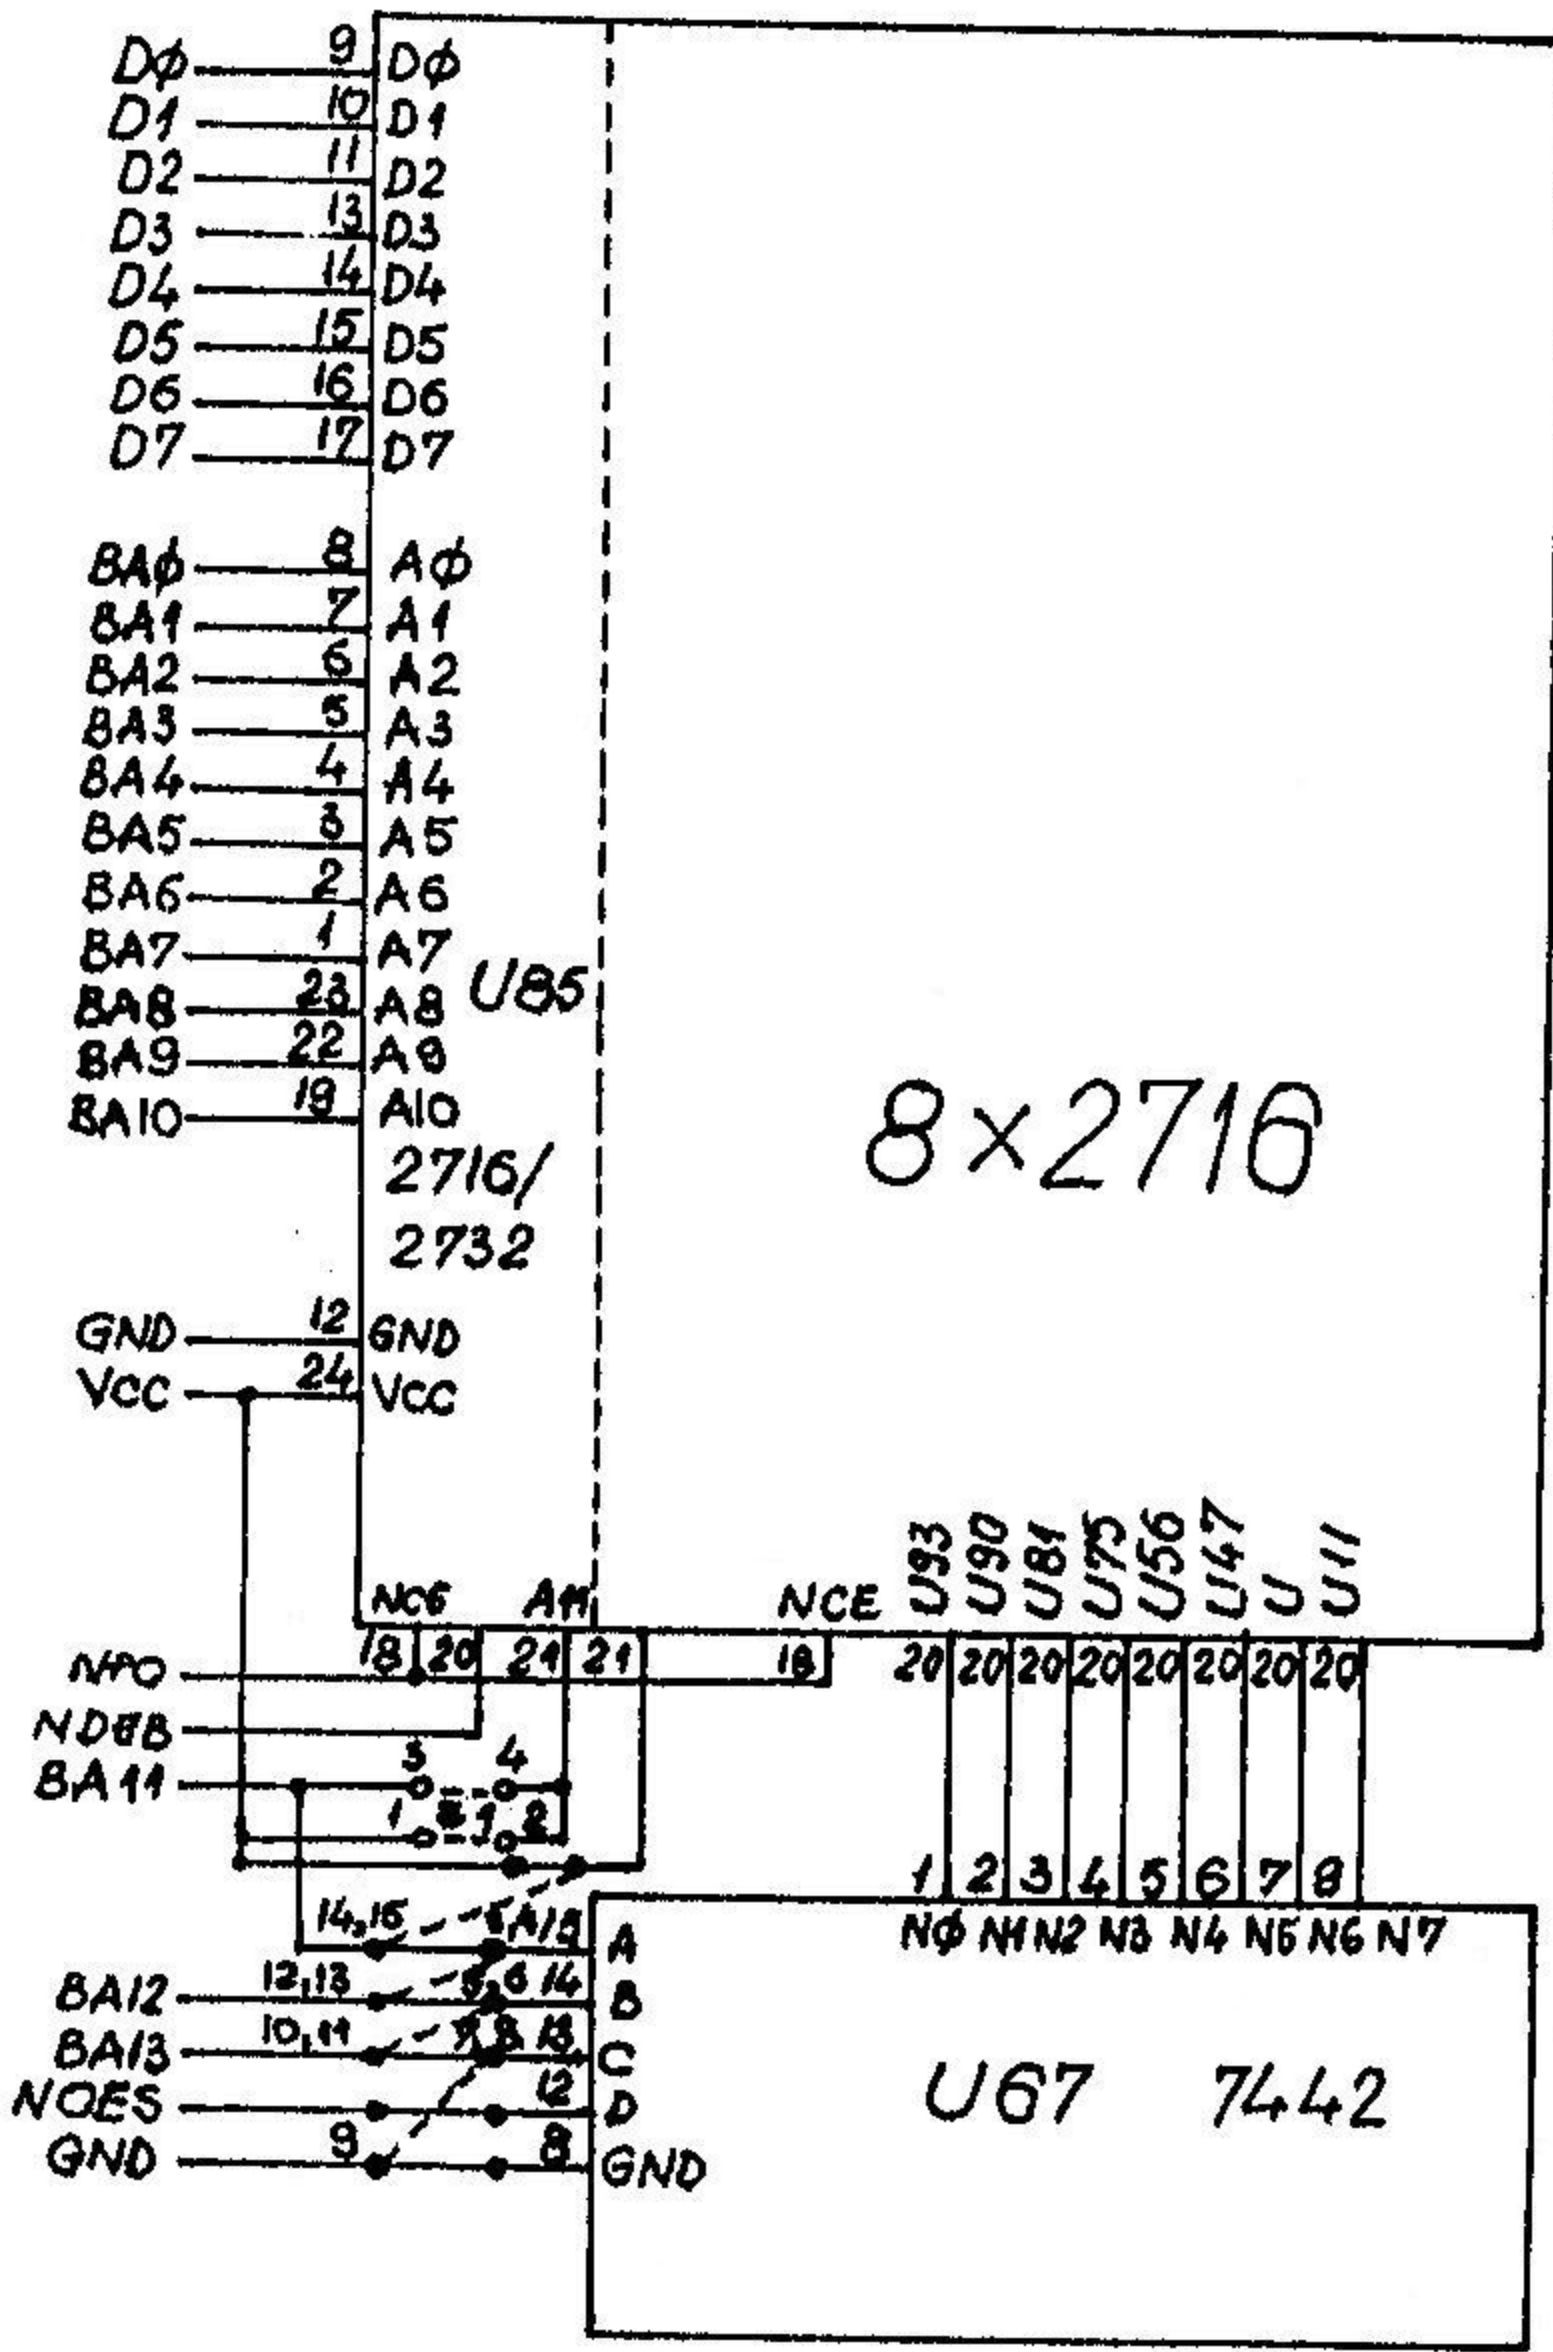 DØ 9 DØ
D1 10 D1
D2 11 D2
D3 13 D3
D4 14 D4
D5 15 D5
D6 16 D6
D7 17 D7
BAØ 8 AØ
BA1 7 A1
BA2 6 A2
BA3 5 A3
BA4 4 A4
BA5 3 A5
BA6 2 A6
BA7 1 A7
U85
BA8 23 A8
BA9 22 A9
BA10 19 A10
2716/
2732
8×2716
GND 12 GND
VCC 24 VCC
U93 U90 U81 U75 U56 U47 U U11
A11 NCE
18 20 21 21 18 20 20 20 20 20 20 20 20
BA11 3 4
1 2
1 2 3 4 5 6 7 8
NØ N1 N2 N3 N4 N5 N6 N7
14,15 A
BA12 12,13 5,6 14 B
BA13 10,11 7,8 13 C
NOES 12 D
GND 9 8 GND
U67 7442